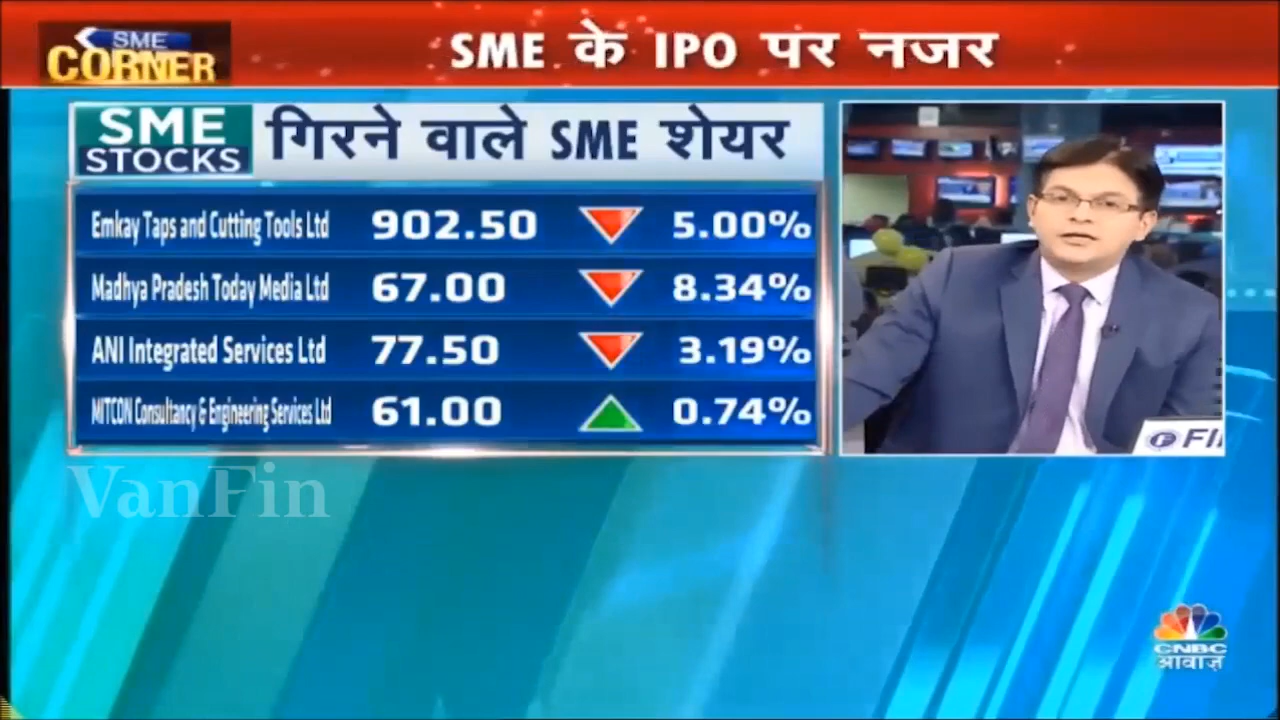 SME
CORNER
SME के IPO पर नजर
SME
STOCKS
गिरने वाले SME शेयर
Emkay Taps and Cutting Tools Ltd 902.50 5.00%
Madhya Pradesh Today Media Ltd 67.00 8.34%
ANI Integrated Services Ltd 77.50 3.19%
MITCON Consultancy & Engineering Services Ltd 61.00 0.74%
VanFin
CNBC
आवाज़